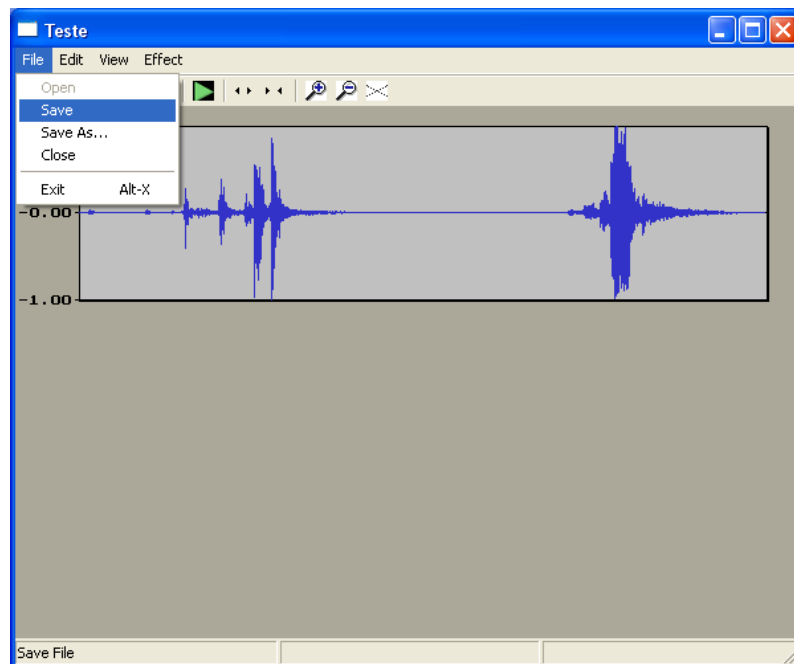 Teste
File Edit View Effect
Open
Save
Save As...
Close
Exit Alt-X
-0.00
-1.00
Save File